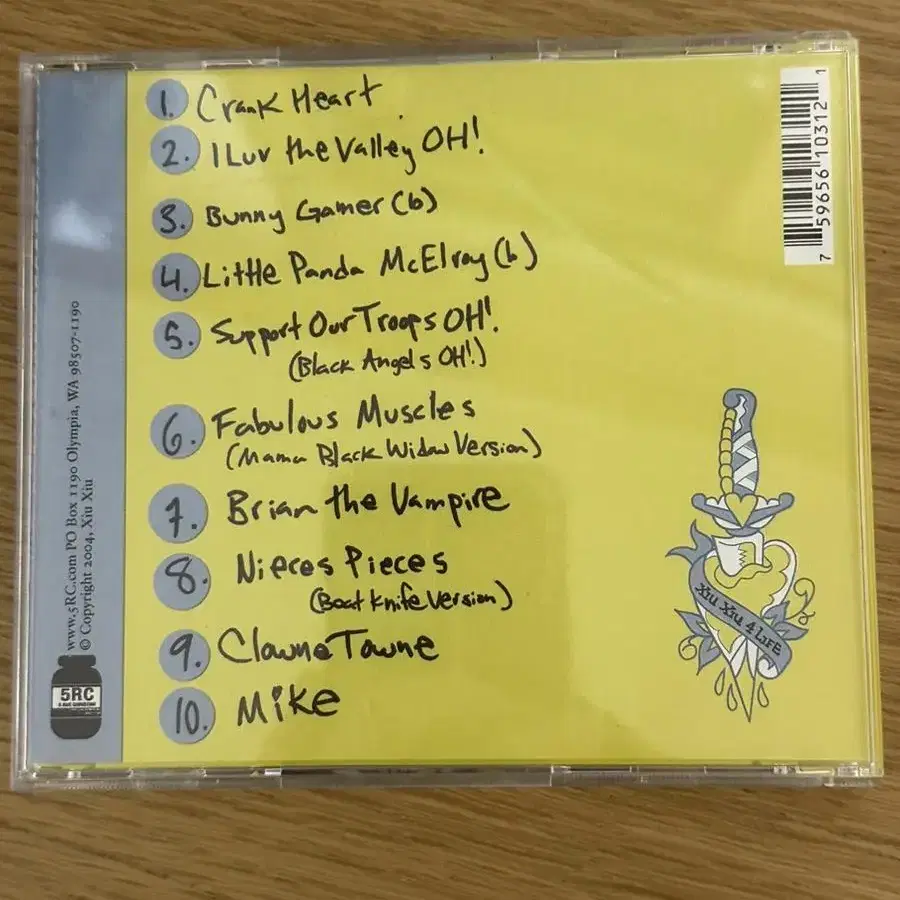 1. Crank Heart
2. I Luv the Valley OH!
3. Bunny Gamer (b)
4. Little Panda McElroy (b)
5. Support Our Troops OH!
(Black Angels OH!)
6. Fabulous Muscles
(Mama Black Widow Version)
7. Brian the Vampire
8. Nieces Pieces
(Boat Knife Version)
9. Clowne Towne
10. Mike
7 59656 10312 1
Xiu Xiu 4 LiFE
www.5RC.com PO Box 1190 Olympia, WA 98507-1190
© Copyright 2004, Xiu Xiu
5RC